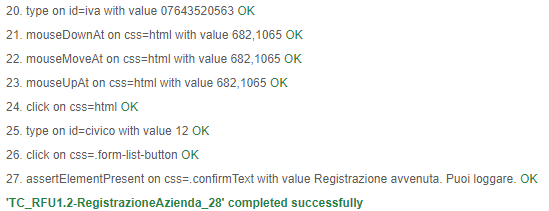 20. type on id=iva with value 07643520563 OK
21. mouseDownAt on css=html with value 682,1065 OK
22. mouseMoveAt on css=html with value 682,1065 OK
23. mouseUpAt on css=html with value 682,1065 OK
24. click on css=html OK
25. type on id=civico with value 12 OK
26. click on css=.form-list-button OK
27. assertElementPresent on css=.confirmText with value Registrazione avvenuta. Puoi loggare. OK
'TC_RFU1.2-RegistrazioneAzienda_28' completed successfully